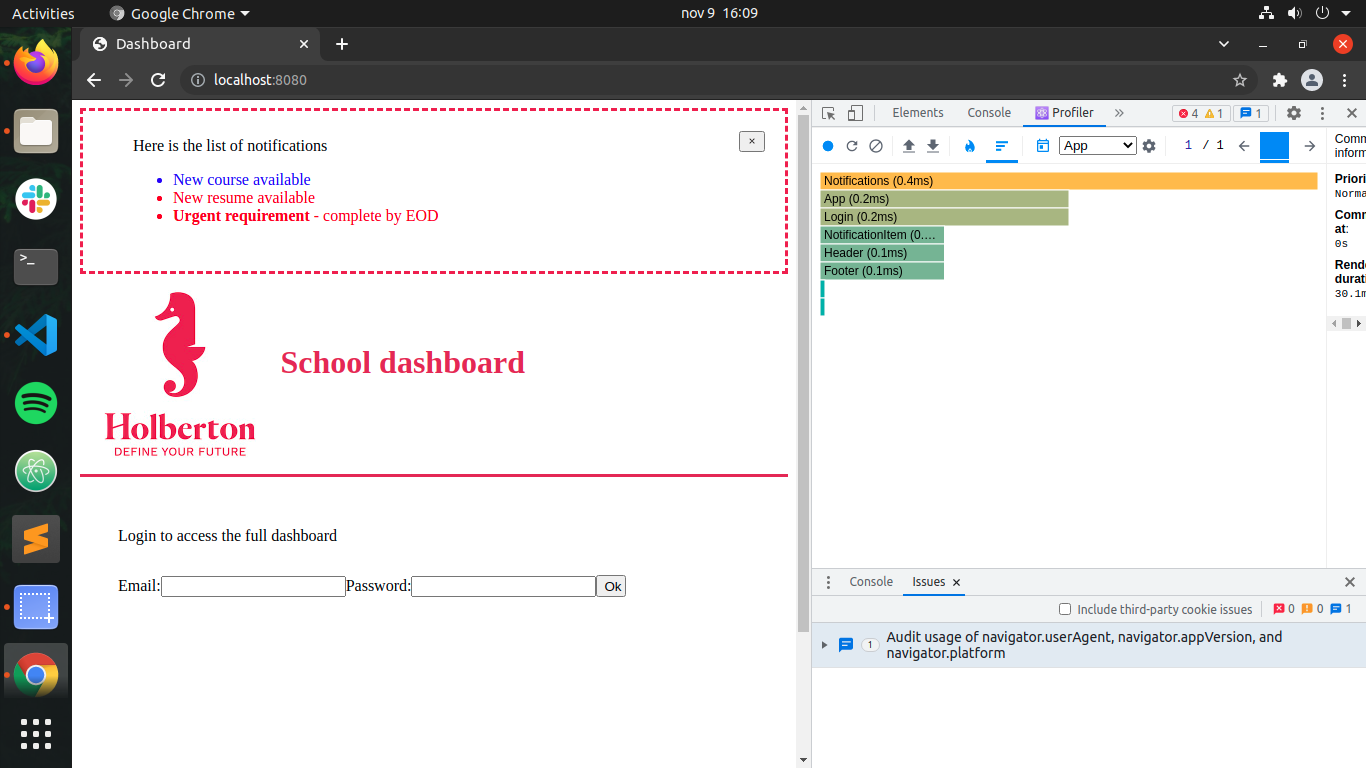 Activities
Google Chrome
nov 9 16:09
Dashboard
localhost:8080
Here is the list of notifications
×
New course available
New resume available
Urgent requirement - complete by EOD
Holberton
DEFINE YOUR FUTURE
School dashboard
Login to access the full dashboard
Email:
Password:
Ok
Elements
Console
Profiler
4
1
1
App
1 / 1
Notifications (0.4ms)
App (0.2ms)
Login (0.2ms)
NotificationItem (0.…
Header (0.1ms)
Footer (0.1ms)
Comm
inform
Priori
Norma
Comm
at:
0s
Rende
durati
30.1m
Console
Issues
Include third-party cookie issues
0
0
1
1
Audit usage of navigator.userAgent, navigator.appVersion, and
navigator.platform